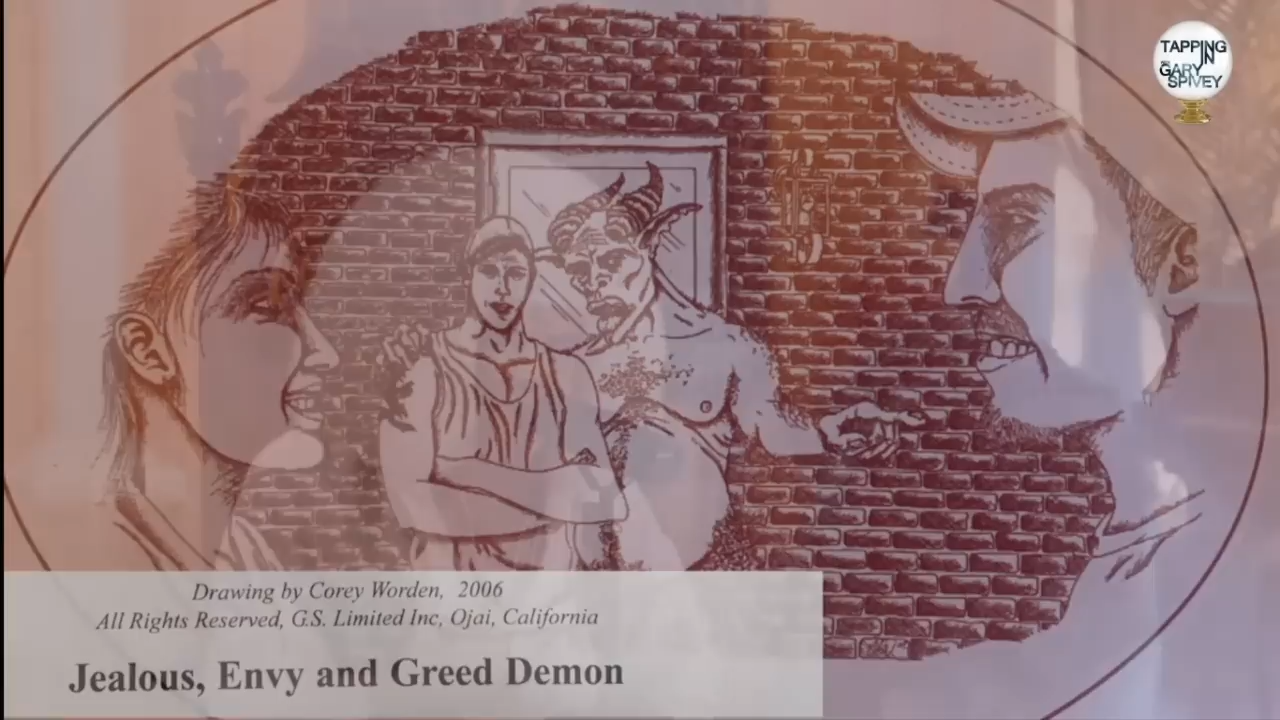 TAPPING
IN
GARY
SPIVEY
Drawing by Corey Worden, 2006
All Rights Reserved, G.S. Limited Inc, Ojai, California
Jealous, Envy and Greed Demon